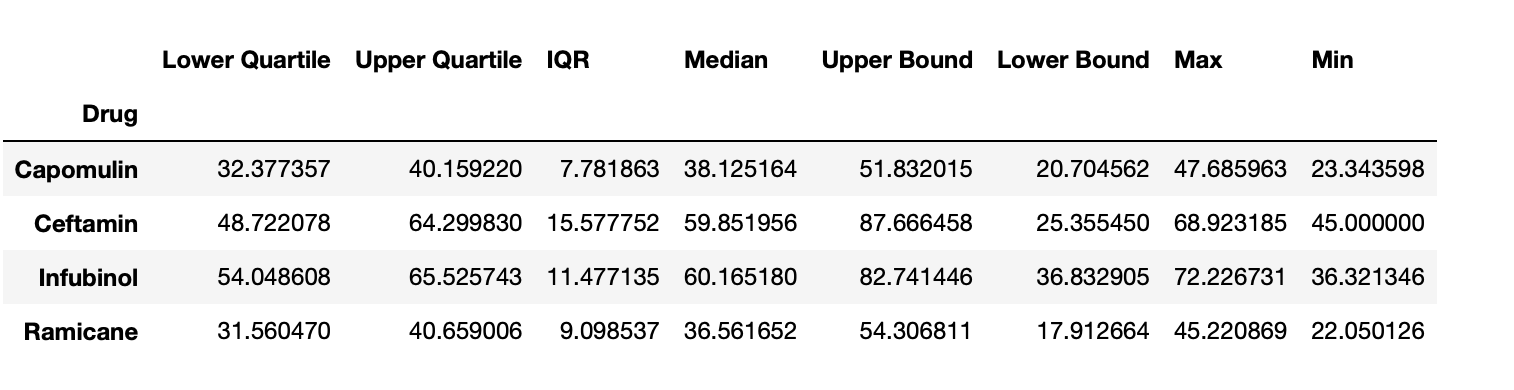 Lower Quartile Upper Quartile IQR Median Upper Bound Lower Bound Max Min
Drug
Capomulin 32.377357 40.159220 7.781863 38.125164 51.832015 20.704562 47.685963 23.343598
Ceftamin 48.722078 64.299830 15.577752 59.851956 87.666458 25.355450 68.923185 45.000000
Infubinol 54.048608 65.525743 11.477135 60.165180 82.741446 36.832905 72.226731 36.321346
Ramicane 31.560470 40.659006 9.098537 36.561652 54.306811 17.912664 45.220869 22.050126